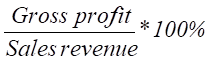 Gross profit
Sales revenue
*100%